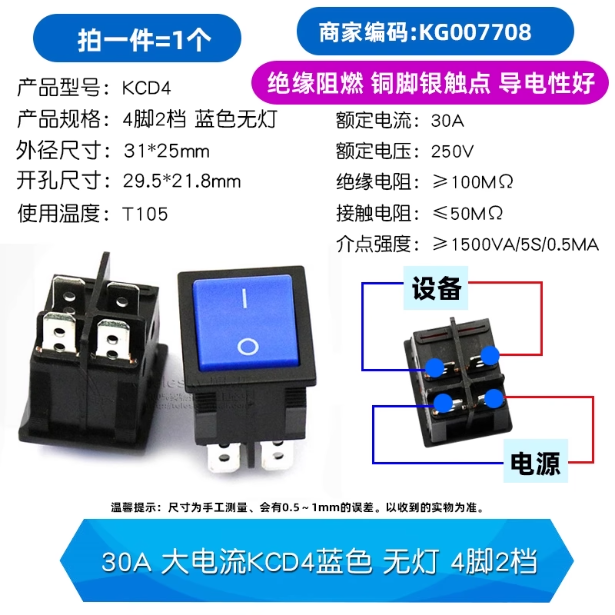 拍一件=1个
商家编码:KG007708
绝缘阻燃 铜脚银触点 导电性好
产品型号: KCD4
产品规格: 4脚2档 蓝色无灯
外径尺寸: 31*25mm
开孔尺寸: 29.5*21.8mm
使用温度: T105
额定电流: 30A
额定电压: 250V
绝缘电阻: ≥100MΩ
接触电阻: ≤50MΩ
介点强度: ≥1500VA/5S/0.5MA
设备
电源
温馨提示: 尺寸为手工测量、会有0.5~1mm的误差。以收到的实物为准。
30A 大电流KCD4蓝色 无灯 4脚2档